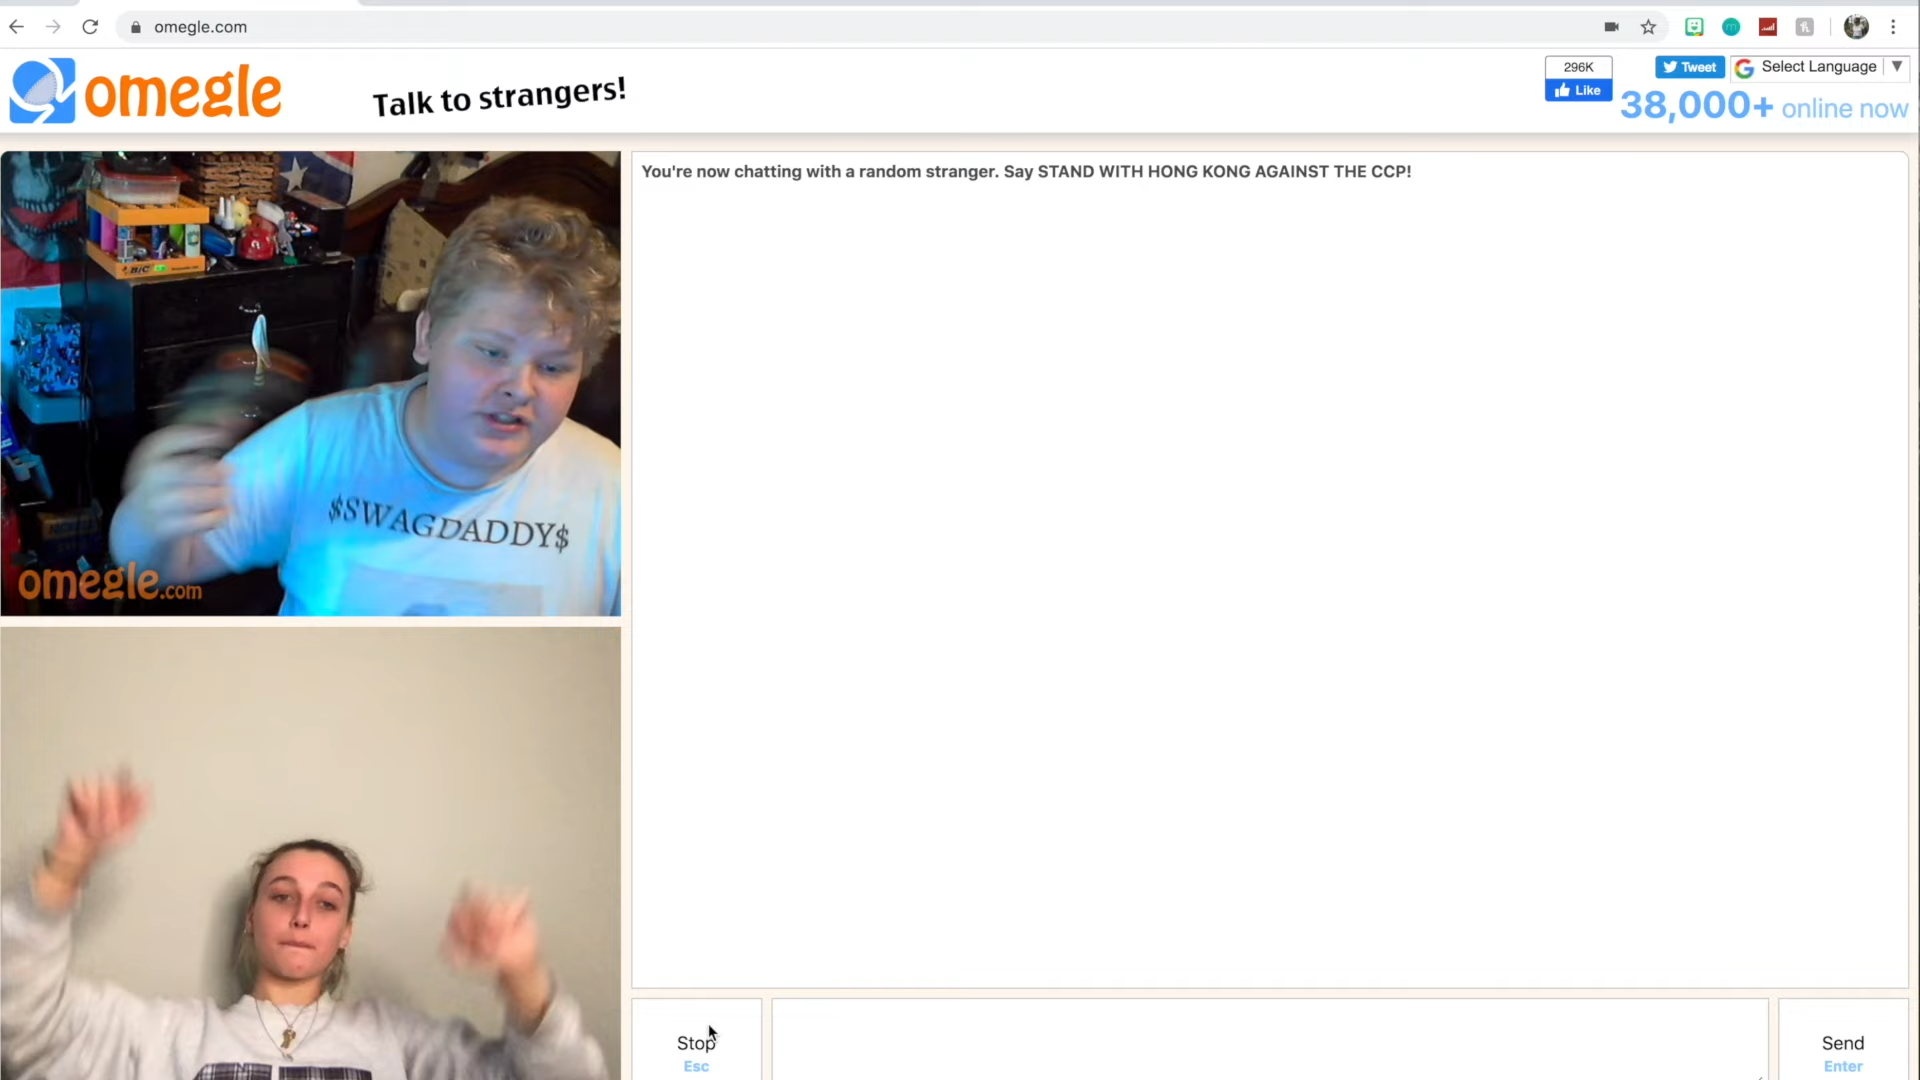 omegle.com
omegle
Talk to strangers!
296K
Like
Tweet
Select Language
38,000+ online now
You're now chatting with a random stranger. Say STAND WITH HONG KONG AGAINST THE CCP!
BIC
$SWAGDADDY$
omegle.com
Stop
Esc
Send
Enter